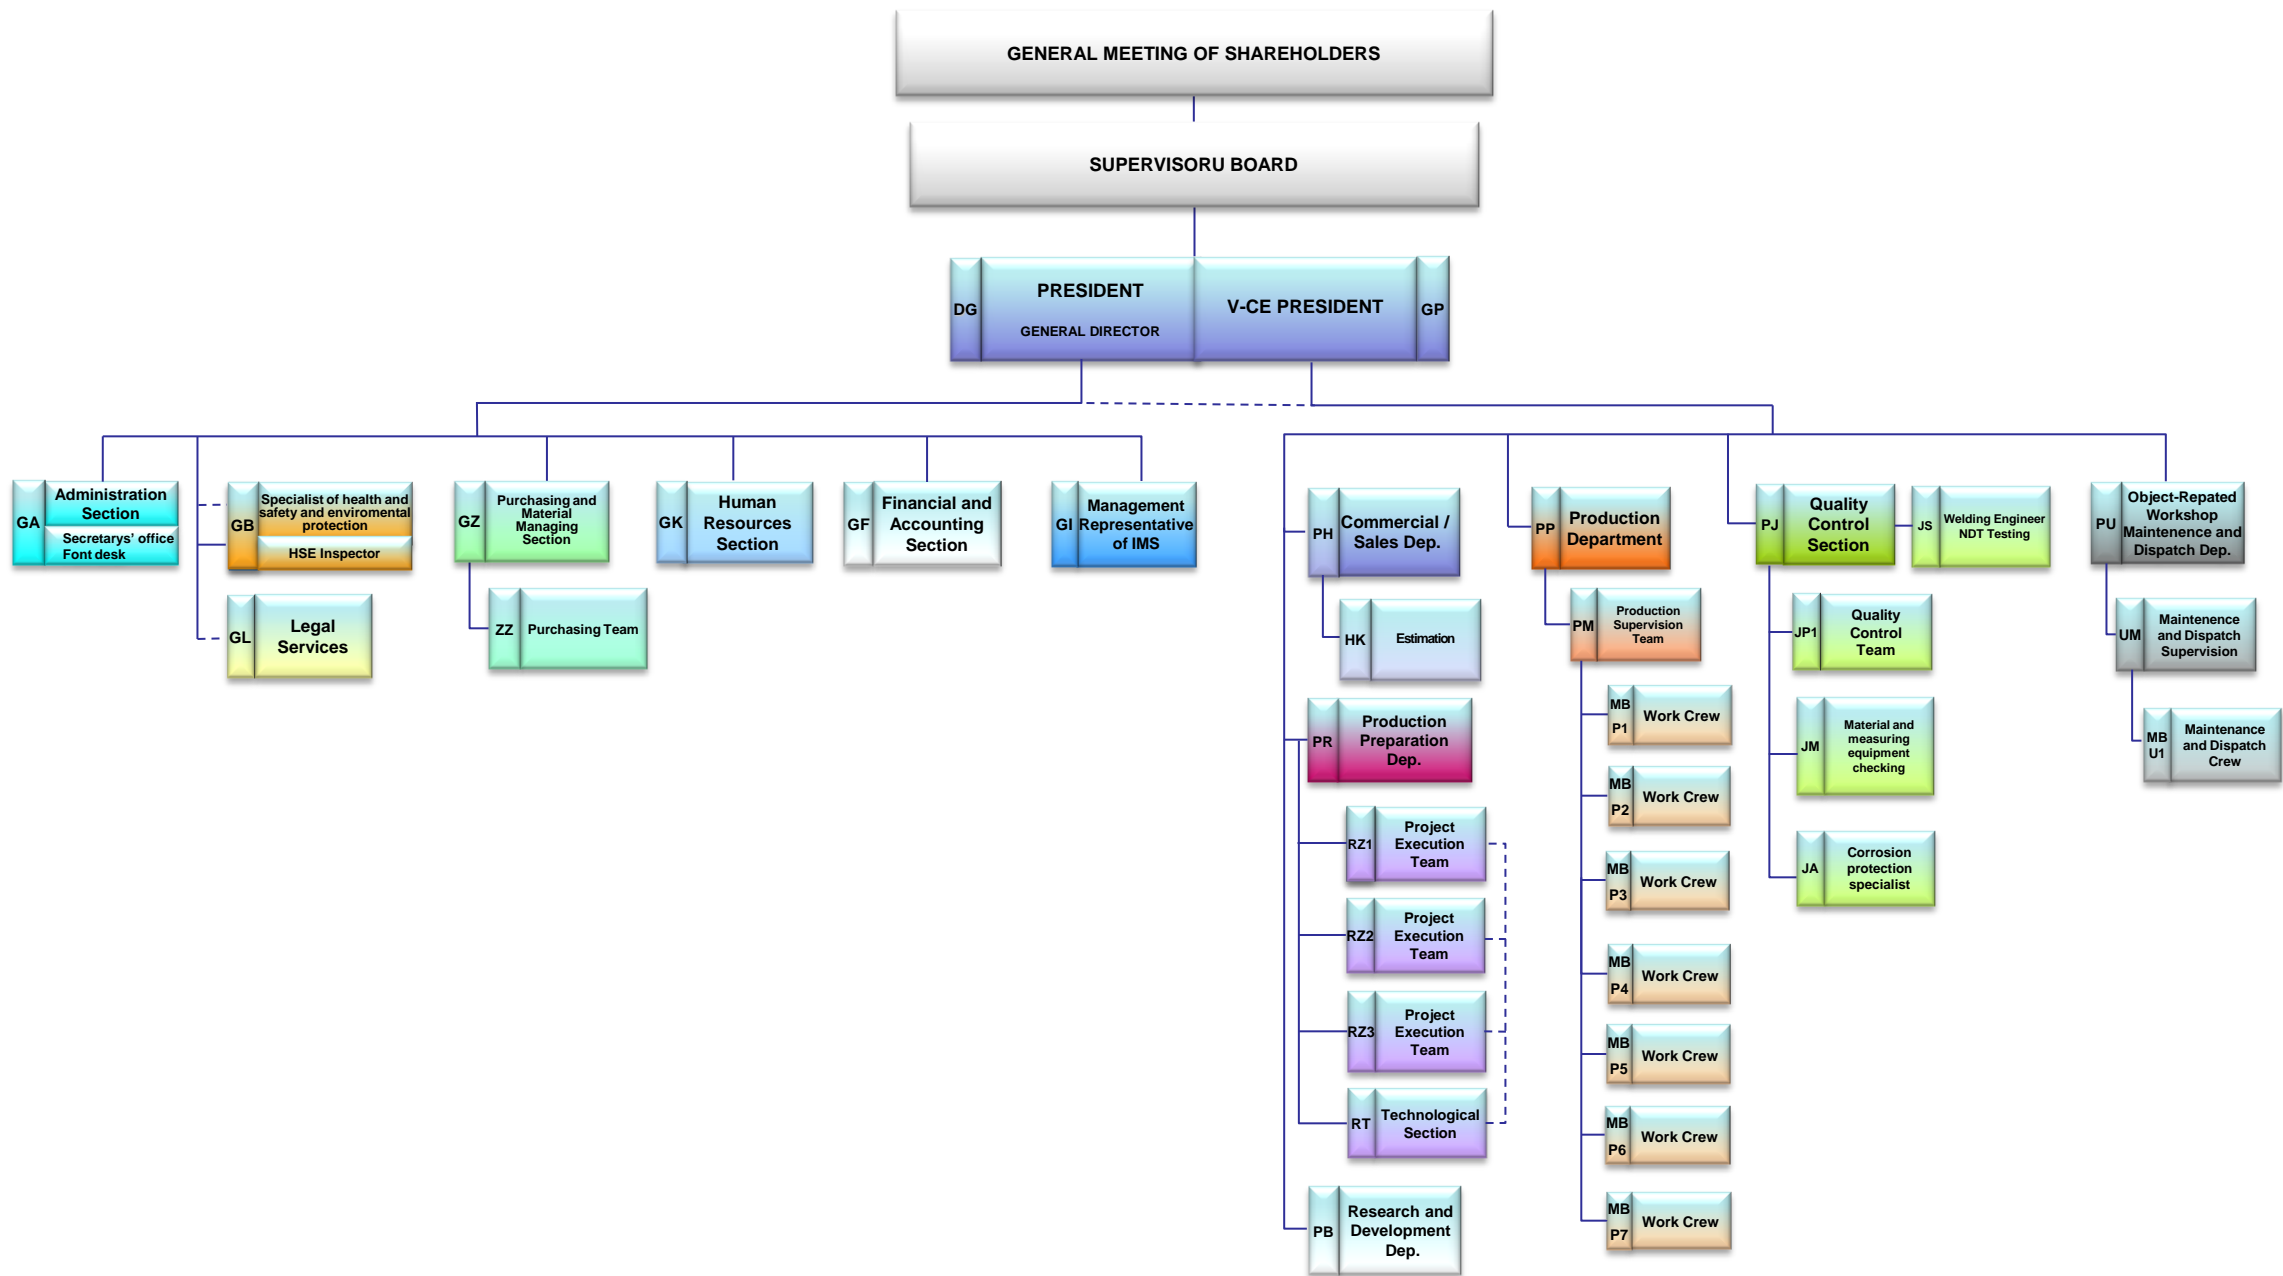 GENERAL MEETING OF SHAREHOLDERS
SUPERVISORU BOARD
DG
PRESIDENT
GENERAL DIRECTOR
V-CE PRESIDENT
GP
GA
Administration
Section
Secretarys' office
Font desk
GB
Specialist of health and
safety and enviromental
protection
HSE Inspector
GL
Legal
Services
GZ
Purchasing and
Material
Managing
Section
ZZ
Purchasing Team
GK
Human
Resources
Section
GF
Financial and
Accounting
Section
GI
Management
Representative
of IMS
PH
Commercial /
Sales Dep.
HK
Estimation
PR
Production
Preparation
Dep.
RZ1
Project
Execution
Team
RZ2
Project
Execution
Team
RZ3
Project
Execution
Team
RT
Technological
Section
PB
Research and
Development
Dep.
PP
Production
Department
PM
Production
Supervision
Team
MB
P1
Work Crew
MB
P2
Work Crew
MB
P3
Work Crew
MB
P4
Work Crew
MB
P5
Work Crew
MB
P6
Work Crew
MB
P7
Work Crew
PJ
Quality
Control
Section
JS
Welding Engineer
NDT Testing
JP1
Quality
Control
Team
JM
Material and
measuring
equipment
checking
JA
Corrosion
protection
specialist
PU
Object-Repated
Workshop
Maintenence and
Dispatch Dep.
UM
Maintenence
and Dispatch
Supervision
MB
U1
Maintenance
and Dispatch
Crew